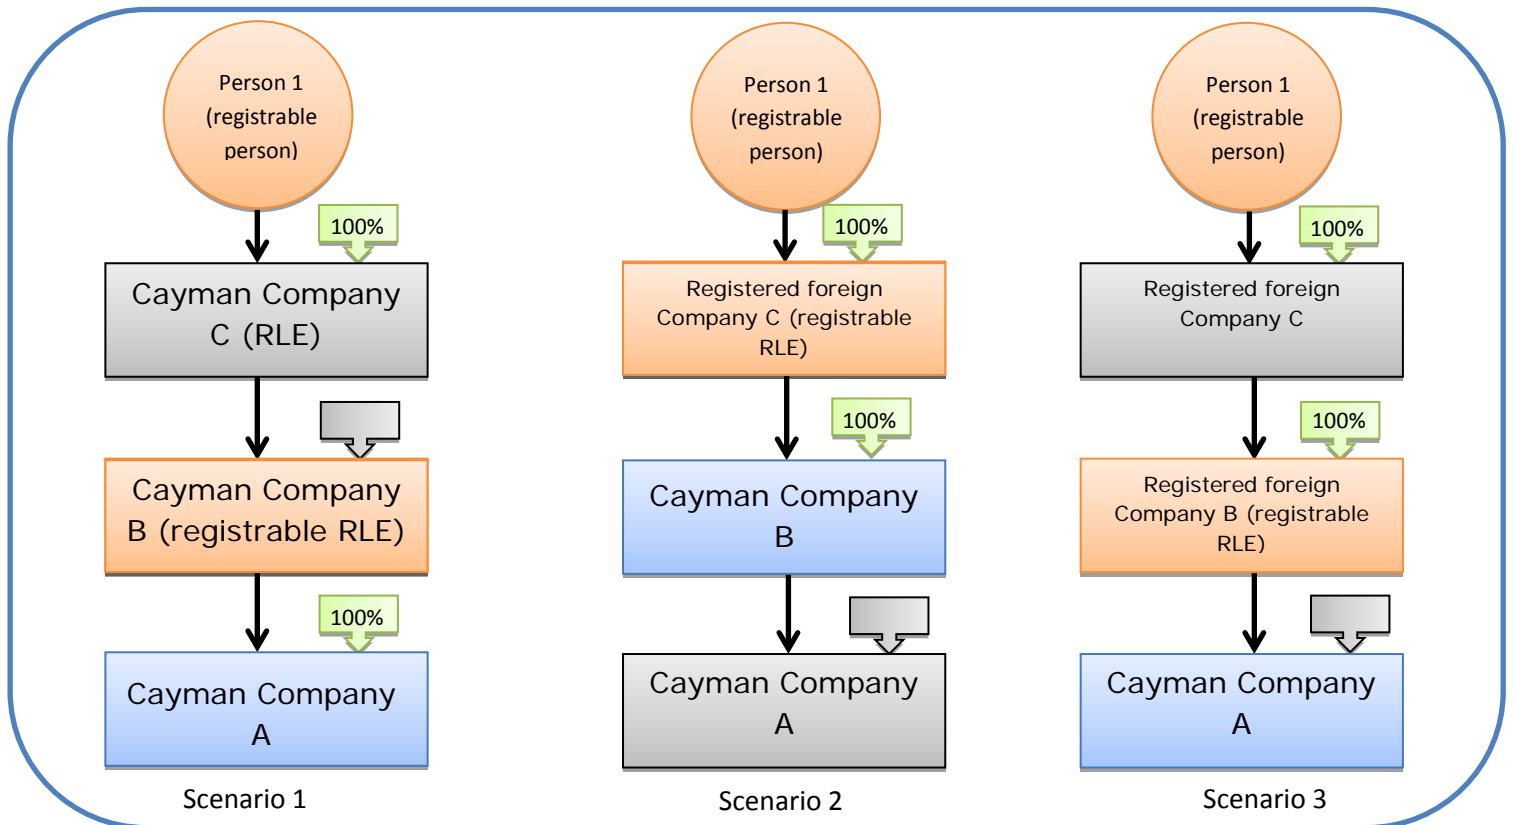 Person 1
(registrable
person)
100%
Cayman Company
C (RLE)
Cayman Company
B (registrable RLE)
100%
Cayman Company
A
Scenario 1
Person 1
(registrable
person)
100%
Registered foreign
Company C (registrable
RLE)
100%
Cayman Company
B
Cayman Company
A
Scenario 2
Person 1
(registrable
person)
100%
Registered foreign
Company C
100%
Registered foreign
Company B (registrable
RLE)
Cayman Company
A
Scenario 3